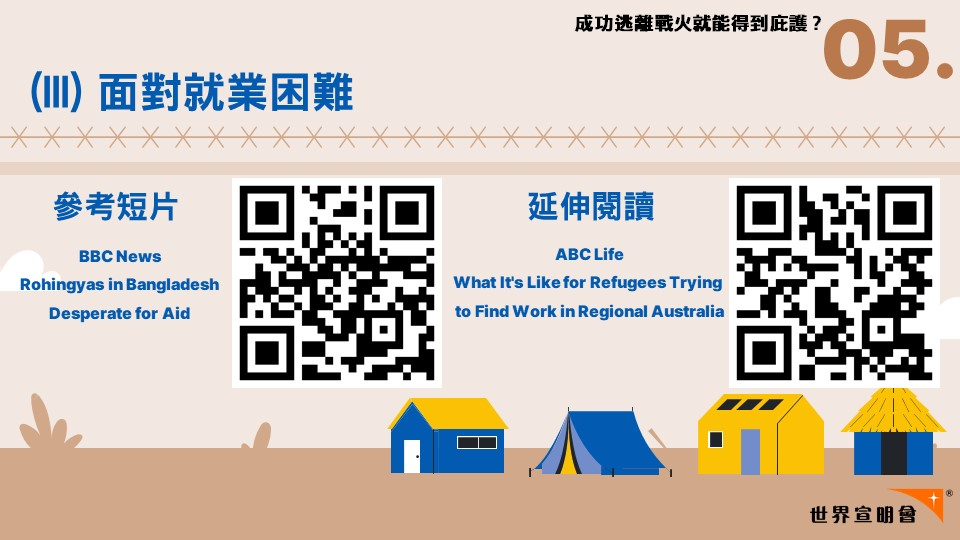 成功逃離戰火就能得到庇護？
05.
(III) 面對就業困難
參考短片
BBC News
Rohingyas in Bangladesh
Desperate for Aid
延伸閱讀
ABC Life
What It's Like for Refugees Trying
to Find Work in Regional Australia
世界宣明會
®